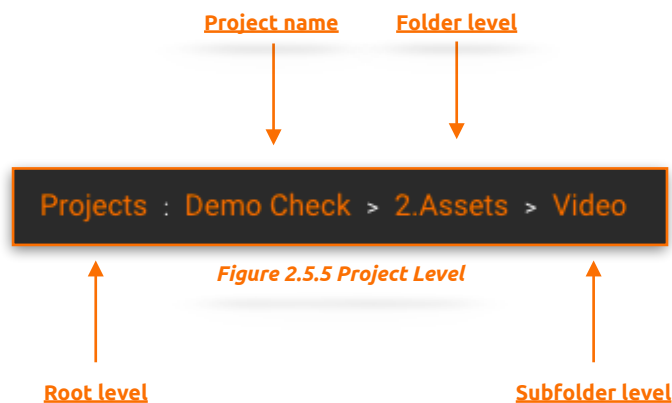 Project name Folder level
Projects : Demo Check > 2.Assets > Video
Figure 2.5.5 Project Level
Root level Subfolder level